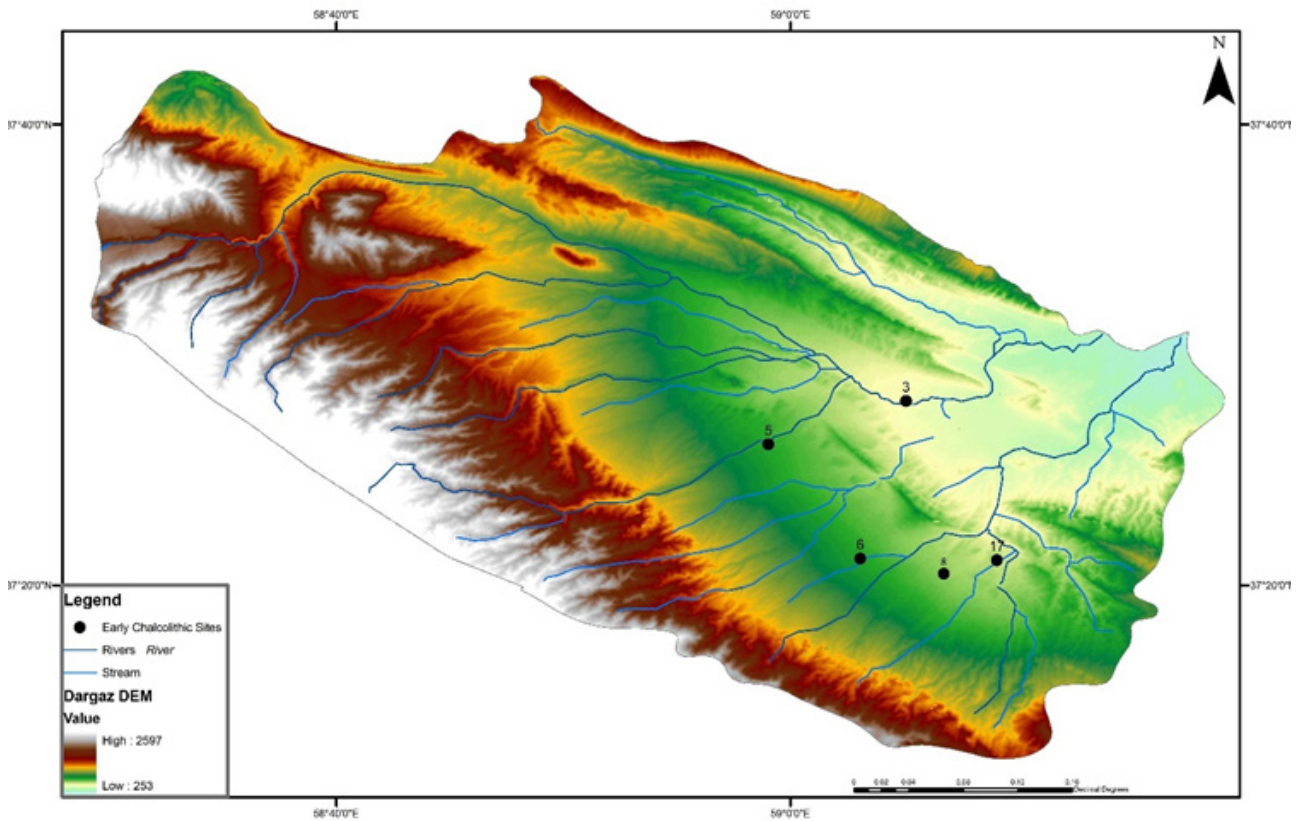 58°40'0"E 59°0'0"E
N
37°40'0"N 37°40'0"N
3
5
6
8
17
37°20'0"N 37°20'0"N
Legend
Early Chalcolithic Sites
Rivers River
Stream
Dargaz DEM
Value
High : 2597
Low : 253
Decimal Degrees
58°40'0"E 59°0'0"E